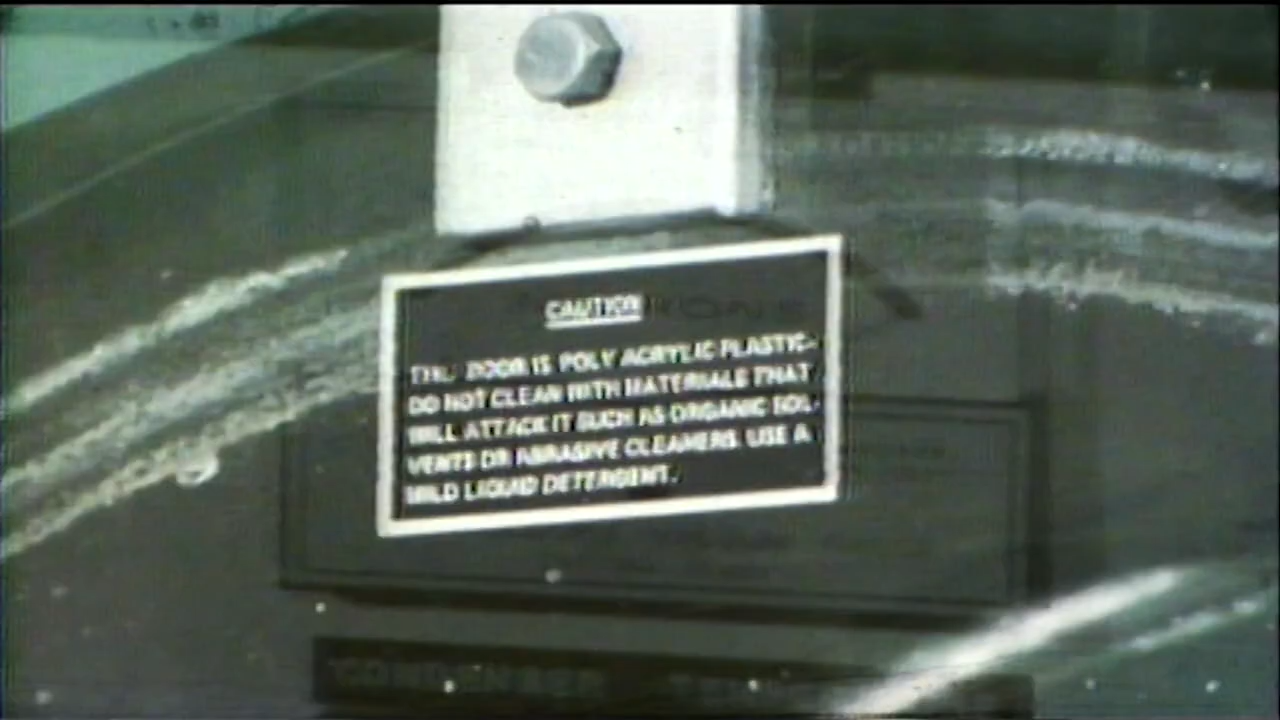 CAUTION
THE DOOR IS POLY ACRYLIC PLASTIC-
DO NOT CLEAN WITH MATERIALS THAT
WILL ATTACK IT SUCH AS ORGANIC SOL-
VENTS OR ABRASIVE CLEANERS. USE A
MILD LIQUID DETERGENT.
CONDENSER